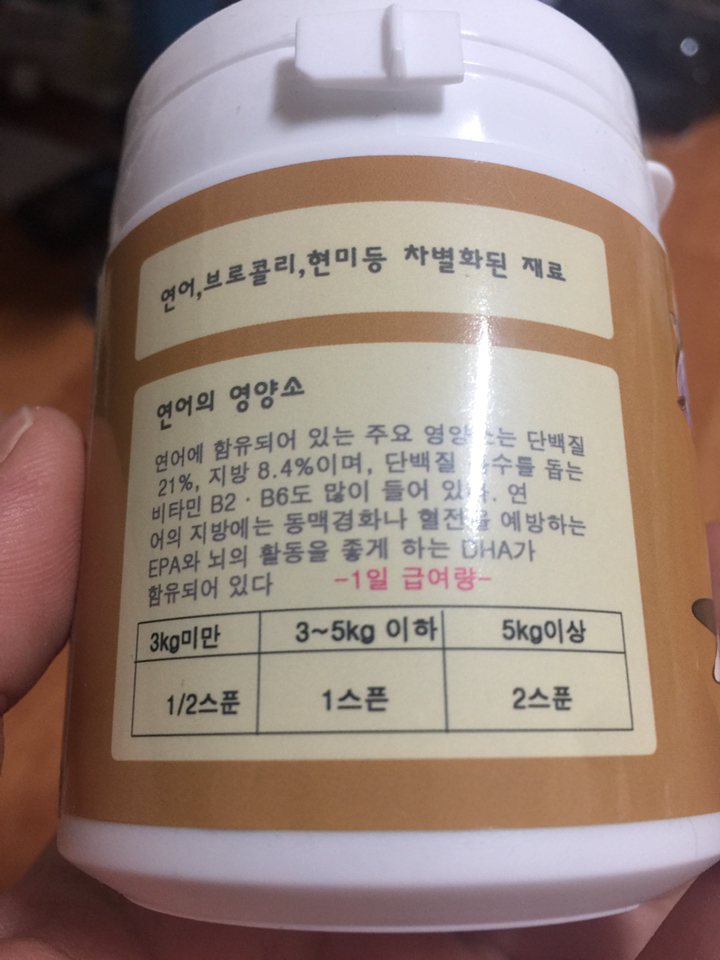 연어,브로콜리,현미등 차별화된 재료
연어의 영양소
연어에 함유되어 있는 주요 영양소는 단백질
21%, 지방 8.4%이며, 단백질 돕는
비타민 B2 · B6도 많이 들어 있다. 연
어의 지방에는 동맥경화나 혈전을 예방하는
EPA와 뇌의 활동을 좋게 하는 DHA가
함유되어 있다 -1일 급여량-
3kg미만 3~5kg 이하 5kg이상
1/2스푼 1스픈 2스푼